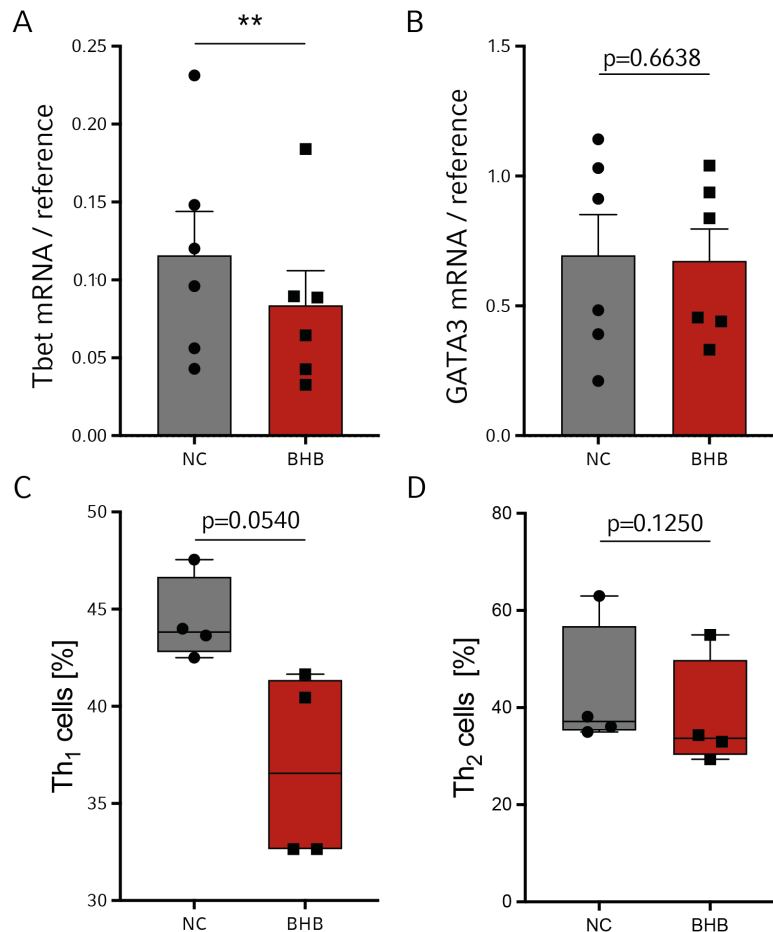 A
**
Tbet mRNA / reference
0.25
0.20
0.15
0.10
0.05
0.00
NC
BHB
B
p=0.6638
GATA3 mRNA / reference
1.5
1.0
0.5
0.0
NC
BHB
C
p=0.0540
Th1 cells [%]
50
45
40
35
30
NC
BHB
D
p=0.1250
Th2 cells [%]
80
60
40
20
0
NC
BHB